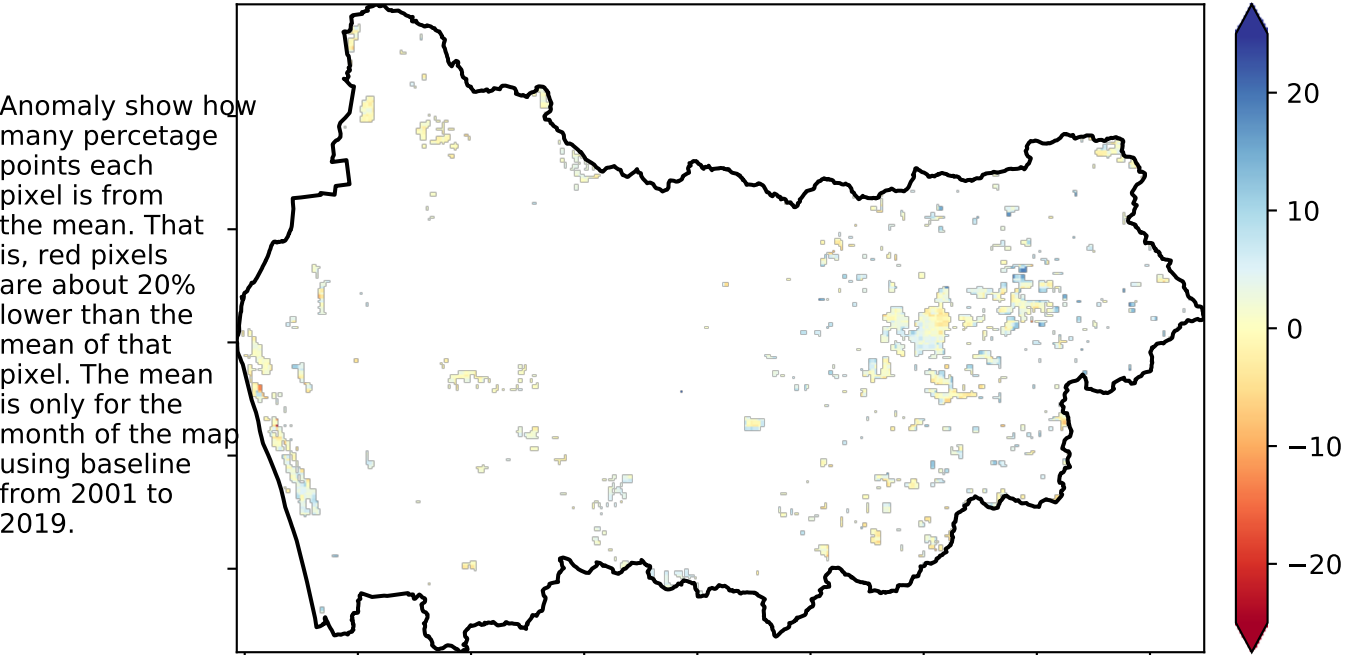 Anomaly show how
many percetage
points each
pixel is from
the mean. That
is, red pixels
are about 20%
lower than the
mean of that
pixel. The mean
is only for the
month of the map
using baseline
from 2001 to
2019.
20
10
0
−10
−20